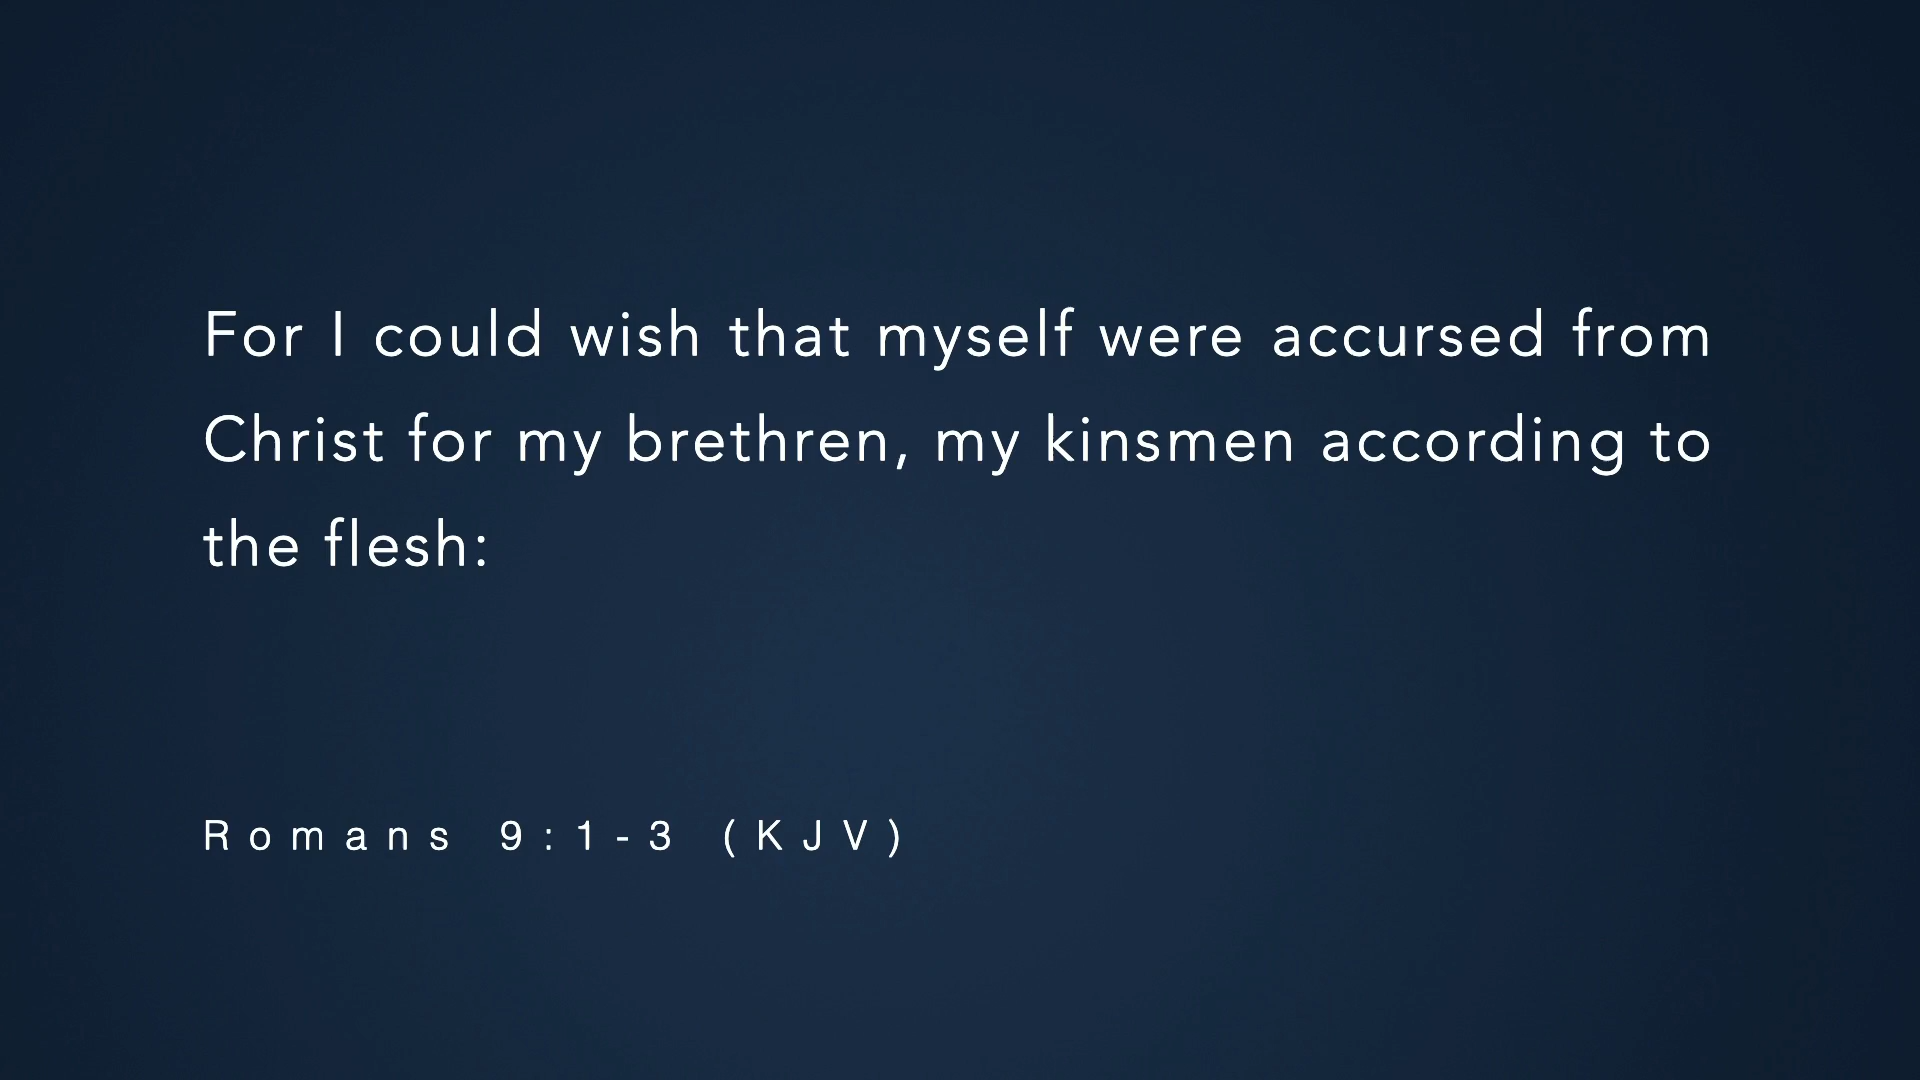 For I could wish that myself were accursed from
Christ for my brethren, my kinsmen according to
the flesh:
Romans 9:1-3 (KJV)